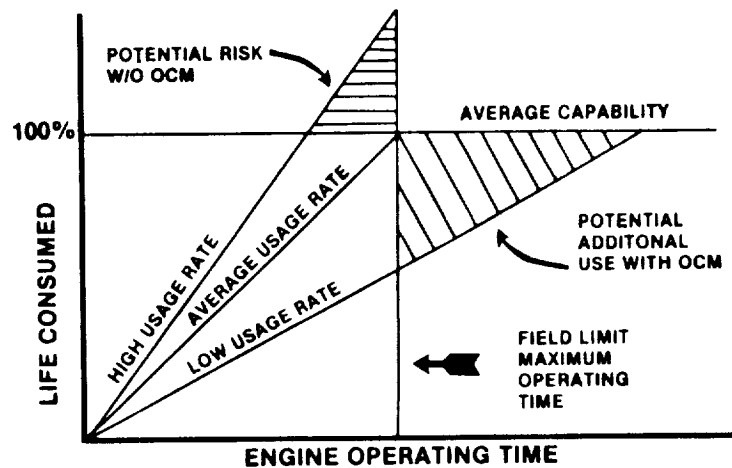 POTENTIAL RISK
W/O OCM
AVERAGE CAPABILITY
100%
HIGH USAGE RATE
AVERAGE USAGE RATE
LOW USAGE RATE
POTENTIAL
ADDITONAL
USE WITH OCM
FIELD LIMIT
MAXIMUM
OPERATING
TIME
LIFE CONSUMED
ENGINE OPERATING TIME